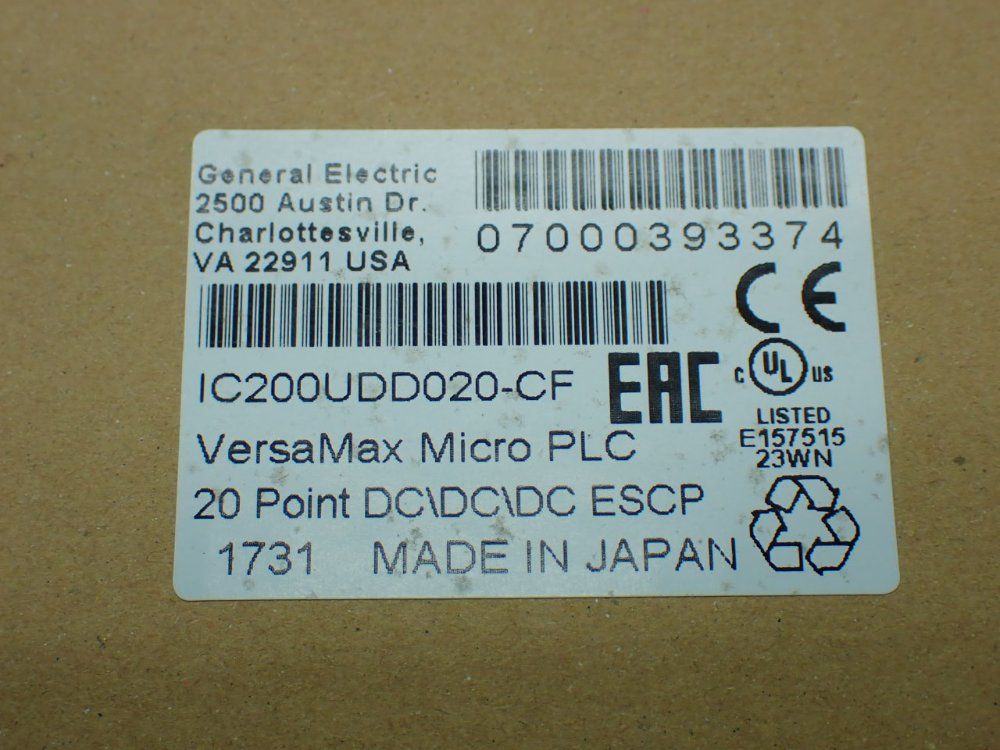 General Electric
2500 Austin Dr.
Charlottesville,
VA 22911 USA
07000393374
CE
IC200UDD020-CF
EAC
C UL US
LISTED
E157515
23WN
VersaMax Micro PLC
20 Point DC\DC\DC ESCP
1731 MADE IN JAPAN